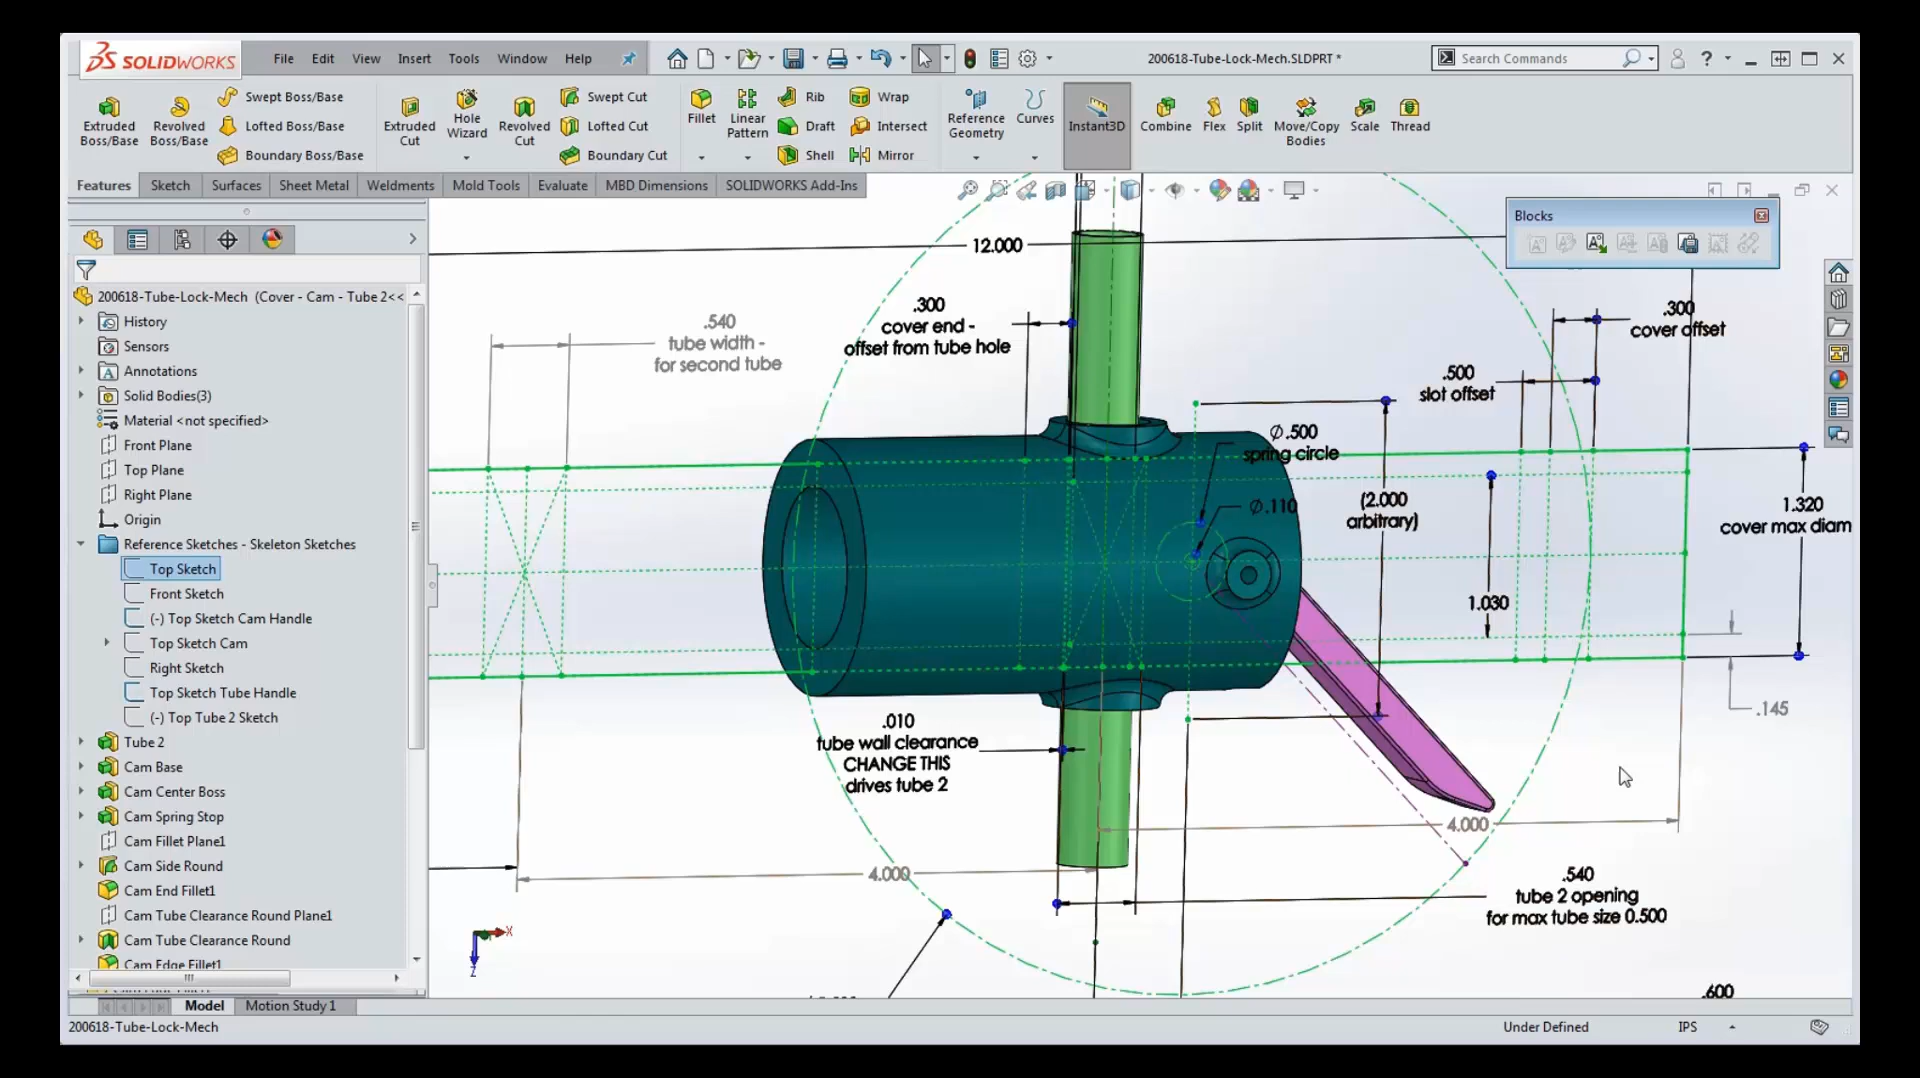 SOLIDWORKS
File Edit View Insert Tools Window Help
200618-Tube-Lock-Mech.SLDPRT *
Search Commands
Extruded Boss/Base
Revolved Boss/Base
Swept Boss/Base
Lofted Boss/Base
Boundary Boss/Base
Extruded Cut
Hole Wizard
Revolved Cut
Swept Cut
Lofted Cut
Boundary Cut
Fillet
Linear Pattern
Rib
Draft
Shell
Wrap
Intersect
Mirror
Reference Geometry
Curves
Instant3D
Combine
Flex
Split
Move/Copy Bodies
Scale
Thread
Features Sketch Surfaces Sheet Metal Weldments Mold Tools Evaluate MBD Dimensions SOLIDWORKS Add-Ins
Blocks
200618-Tube-Lock-Mech (Cover - Cam - Tube 2<<
History
Sensors
Annotations
Solid Bodies(3)
Material <not specified>
Front Plane
Top Plane
Right Plane
Origin
Reference Sketches - Skeleton Sketches
Top Sketch
Front Sketch
(-) Top Sketch Cam Handle
Top Sketch Cam
Right Sketch
Top Sketch Tube Handle
(-) Top Tube 2 Sketch
Tube 2
Cam Base
Cam Center Boss
Cam Spring Stop
Cam Fillet Plane1
Cam Side Round
Cam End Fillet1
Cam Tube Clearance Round Plane1
Cam Tube Clearance Round
Cam Edge Fillet1
12.000
.540
tube width -
for second tube
.300
cover end -
offset from tube hole
.300
cover offset
.500
slot offset
Ø.500
spring circle
Ø.110
(2.000
arbitrary)
1.320
cover max diam
1.030
.145
.010
tube wall clearance
CHANGE THIS
drives tube 2
4.000
4.000
.540
tube 2 opening
for max tube size 0.500
.600
X
Z
Model Motion Study 1
200618-Tube-Lock-Mech
Under Defined
IPS